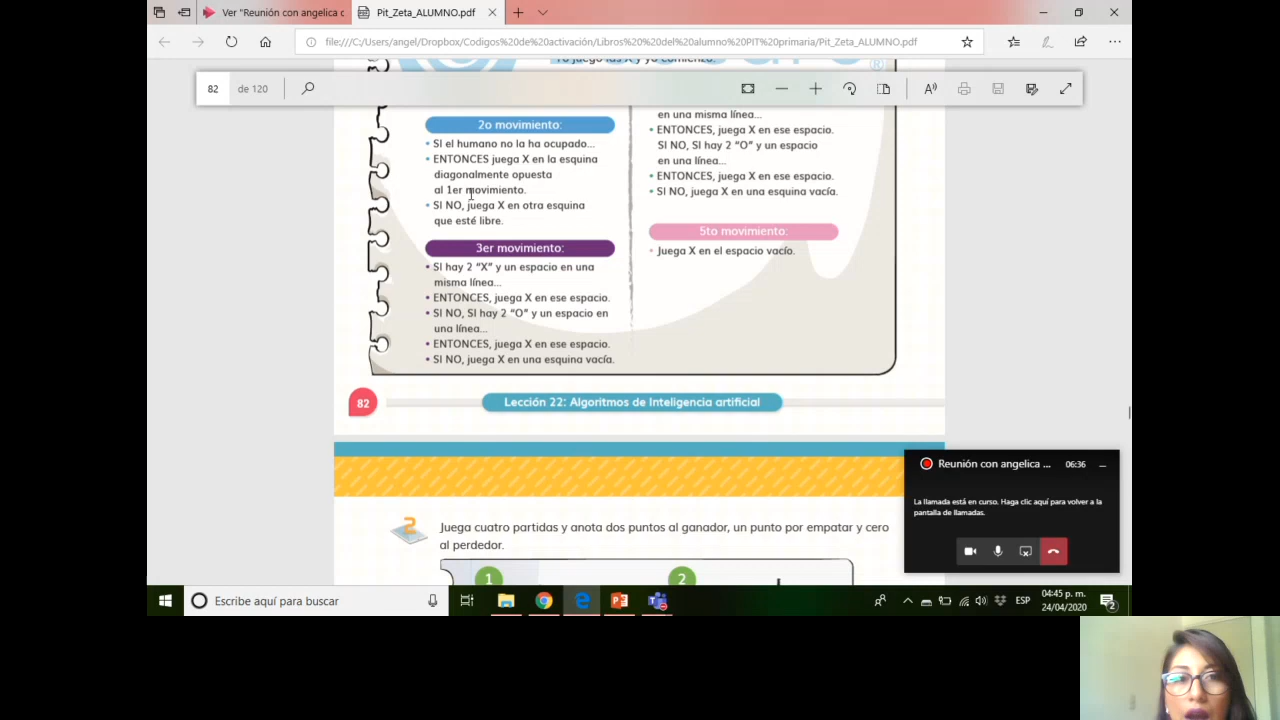 Ver "Reunión con angelica c
Pit_Zeta_ALUMNO.pdf
file:///C:/Users/angel/Dropbox/Codigos%20de%20activación/Libros%20%20del%20alumno%20PIT%20primaria/Pit_Zeta_ALUMNO.pdf
Yo juego las X y yo comienzo.
82 de 120
2o movimiento:
• SI el humano no la ha ocupado...
• ENTONCES juega X en la esquina
diagonalmente opuesta
al 1er movimiento.
• SI NO, juega X en otra esquina
que esté libre.
3er movimiento:
• SI hay 2 "X" y un espacio en una
misma línea...
• ENTONCES, juega X en ese espacio.
• SI NO, SI hay 2 "O" y un espacio en
una línea...
• ENTONCES, juega X en ese espacio.
• SI NO, juega X en una esquina vacía.
en una misma línea...
• ENTONCES, juega X en ese espacio.
SI NO, SI hay 2 "O" y un espacio
en una línea...
• ENTONCES, juega X en ese espacio.
• SI NO, juega X en una esquina vacía.
5to movimiento:
• Juega X en el espacio vacío.
82
Lección 22: Algoritmos de Inteligencia artificial
2
Juega cuatro partidas y anota dos puntos al ganador, un punto por empatar y cero
al perdedor.
1
2
Reunión con angelica ... 06:36
La llamada está en curso. Haga clic aquí para volver a la
pantalla de llamadas.
Escribe aquí para buscar
ESP
04:45 p. m.
24/04/2020
2